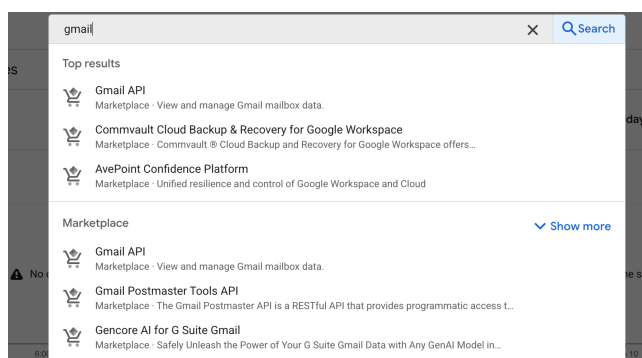 gmail
Search
Top results
Gmail API
Marketplace · View and manage Gmail mailbox data.
Commvault Cloud Backup & Recovery for Google Workspace
Marketplace · Commvault ® Cloud Backup and Recovery for Google Workspace offers...
AvePoint Confidence Platform
Marketplace · Unified resilience and control of Google Workspace and Cloud
Marketplace
Show more
Gmail API
Marketplace · View and manage Gmail mailbox data.
Gmail Postmaster Tools API
Marketplace · The Gmail Postmaster API is a RESTful API that provides programmatic access t...
Gencore AI for G Suite Gmail
Marketplace · Safely Unleash the Power of Your G Suite Gmail Data with Any GenAI Model in...